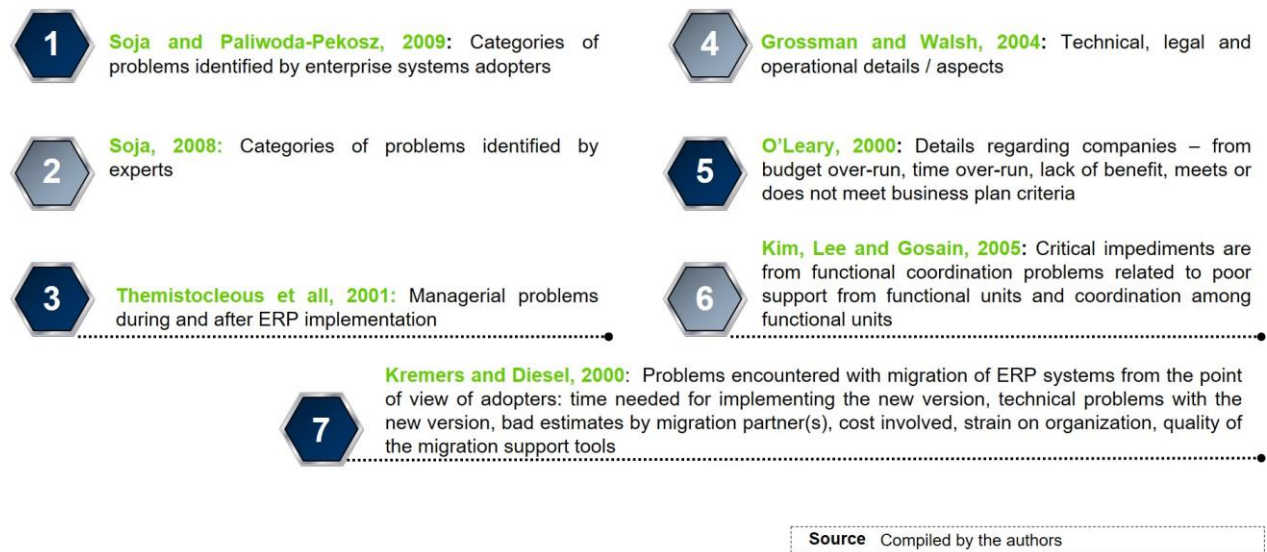 1
Soja and Paliwoda-Pekosz, 2009: Categories of
problems identified by enterprise systems adopters
2
Soja, 2008: Categories of problems identified by
experts
3
Themistocleous et all, 2001: Managerial problems
during and after ERP implementation
4
Grossman and Walsh, 2004: Technical, legal and
operational details / aspects
5
O'Leary, 2000: Details regarding companies – from
budget over-run, time over-run, lack of benefit, meets or
does not meet business plan criteria
6
Kim, Lee and Gosain, 2005: Critical impediments are
from functional coordination problems related to poor
support from functional units and coordination among
functional units
7
Kremers and Diesel, 2000: Problems encountered with migration of ERP systems from the point
of view of adopters: time needed for implementing the new version, technical problems with the
new version, bad estimates by migration partner(s), cost involved, strain on organization, quality of
the migration support tools
Source Compiled by the authors